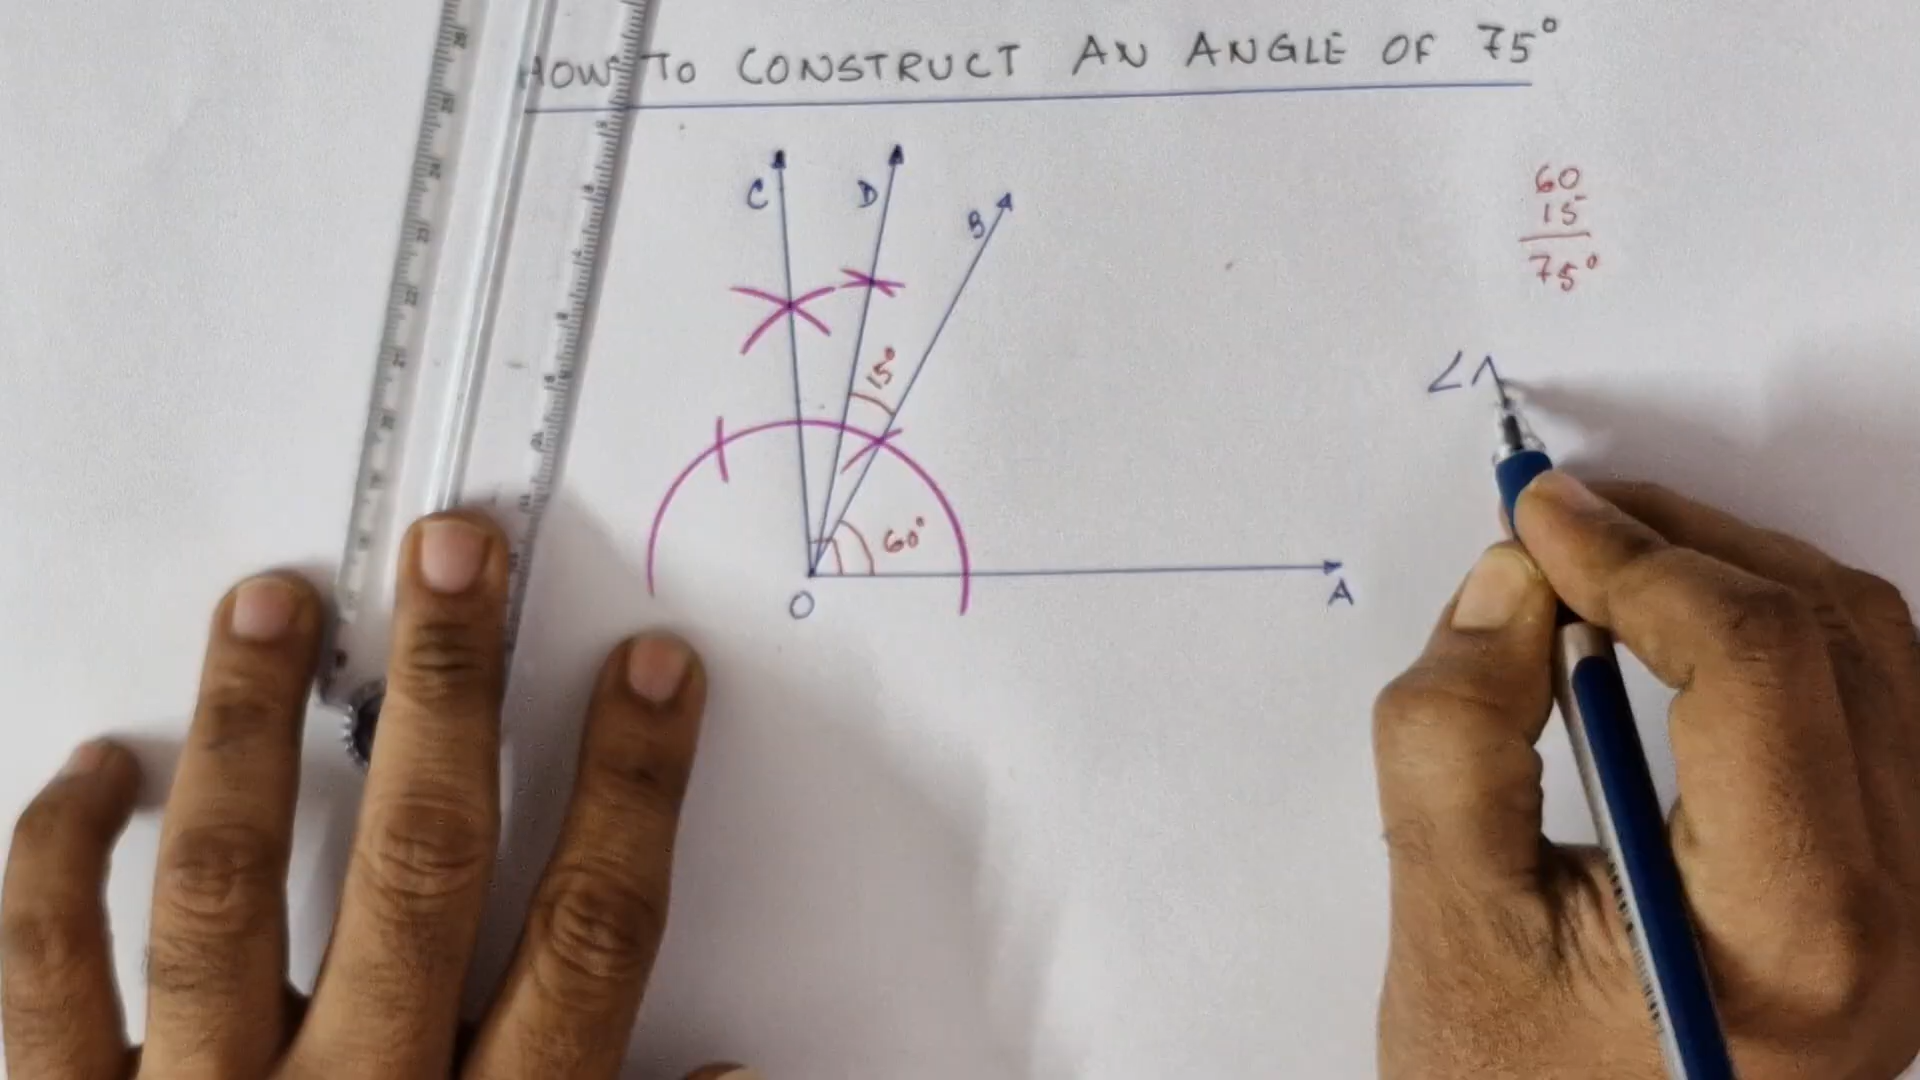 HOW TO CONSTRUCT AN ANGLE OF 75°
C
D
B
60
15
75°
15°
∠A
60°
O
A